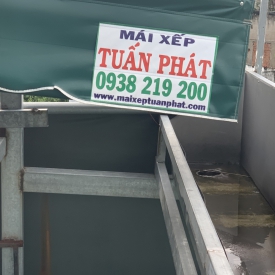 MÁI XẾP
TUẤN PHÁT
0938 219 200
www.maixeptuanphat.com